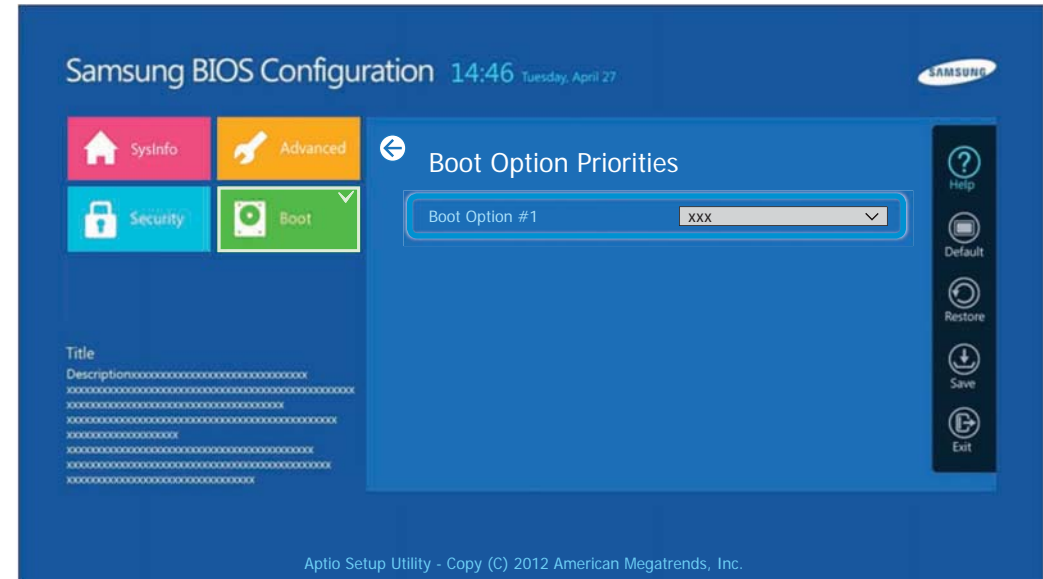 Samsung BIOS Configuration 14:46 Tuesday, April 27
SAMSUNG
SysInfo
Advanced
Security
Boot
Boot Option Priorities
Boot Option #1 xxx
Help
Default
Restore
Save
Exit
Title
Aptio Setup Utility - Copy (C) 2012 American Megatrends, Inc.